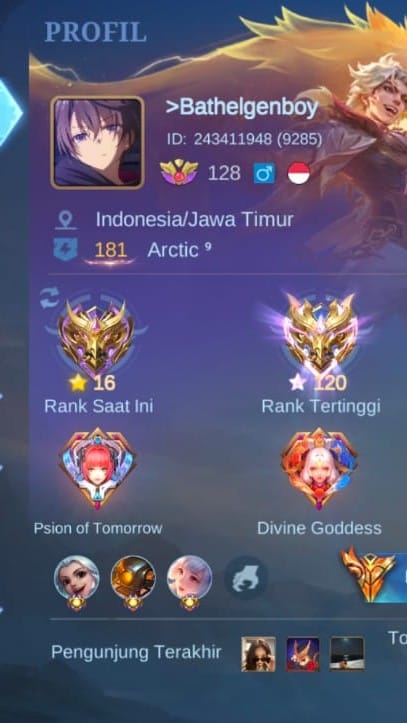 PROFIL
>Bathelgenboy
ID: 243411948 (9285)
128
Indonesia/Jawa Timur
181 Arctic ⁹
16 120
Rank Saat Ini Rank Tertinggi
Psion of Tomorrow Divine Goddess
Pengunjung Terakhir To